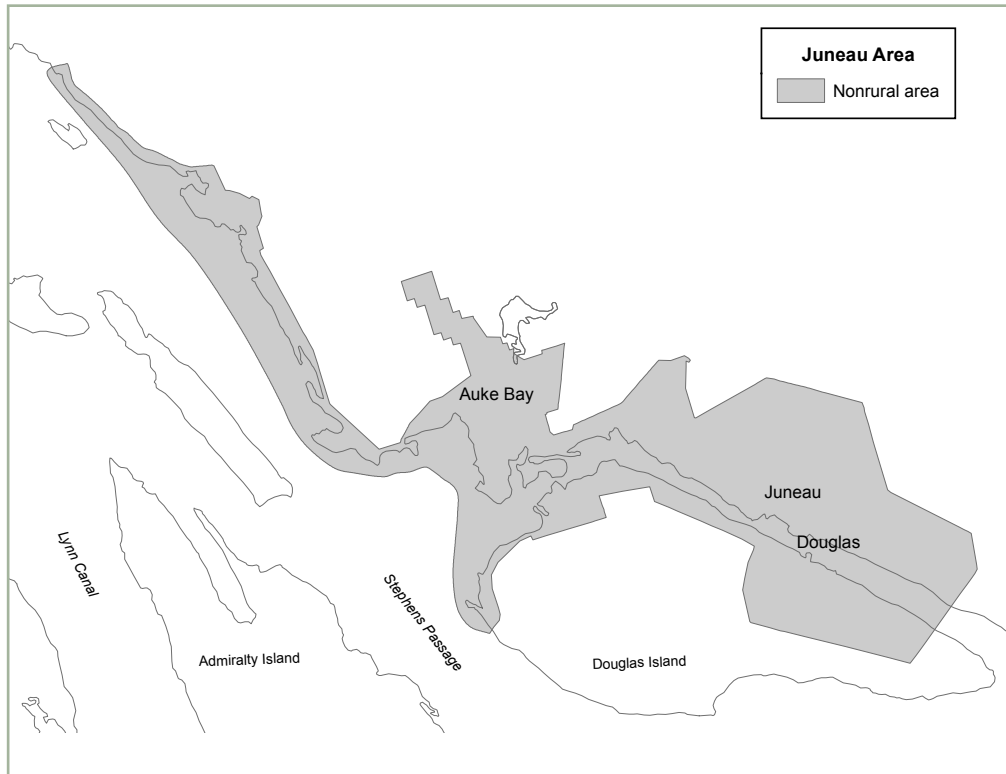 Juneau Area
Nonrural area
Auke Bay
Juneau
Douglas
Lynn Canal
Stephens Passage
Admiralty Island
Douglas Island